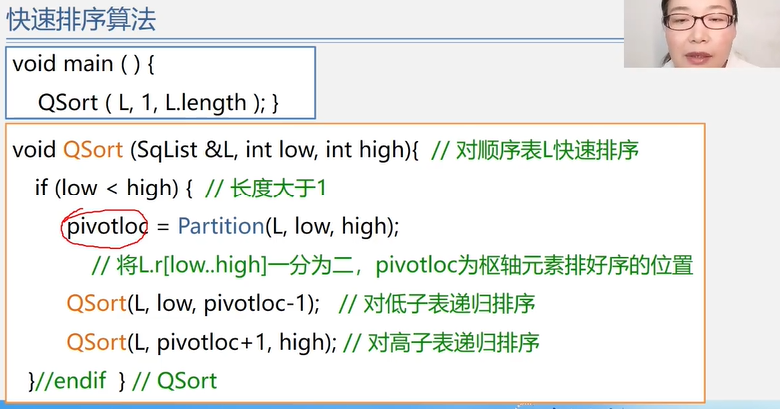 快速排序算法
void main ( ) {
QSort ( L, 1, L.length ); }
void QSort (SqList &L, int low, int high){ // 对顺序表L快速排序
if (low < high) { // 长度大于1
pivotloc = Partition(L, low, high);
// 将L.r[low..high]一分为二，pivotloc为枢轴元素排好序的位置
QSort(L, low, pivotloc-1); // 对低子表递归排序
QSort(L, pivotloc+1, high); // 对高子表递归排序
}//endif } // QSort